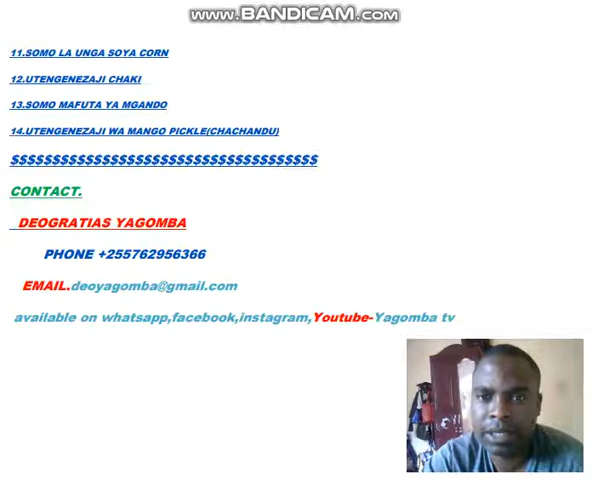 www.BANDICAM.com
11.SOMO LA UNGA SOYA CORN
12.UTENGENEZAJI CHAKI
13.SOMO MAFUTA YA MGANDO
14.UTENGENEZAJI WA MANGO PICKLE(CHACHANDU)
$$$$$$$$$$$$$$$$$$$$$$$$$$$$$$$$$$$$$
CONTACT.
DEOGRATIAS YAGOMBA
PHONE +255762956366
EMAIL.deoyagomba@gmail.com
available on whatsapp,facebook,instagram,Youtube-Yagomba tv